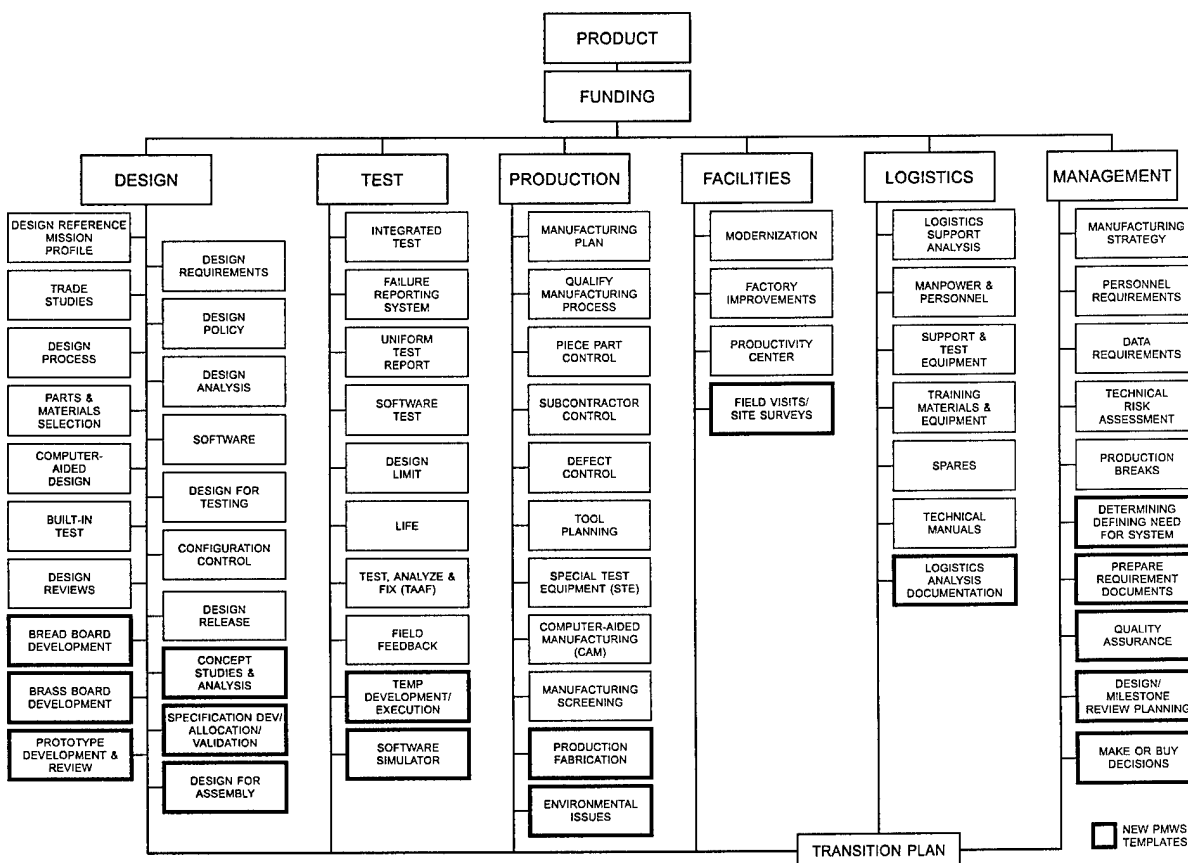 PRODUCT
FUNDING
DESIGN
TEST
PRODUCTION
FACILITIES
LOGISTICS
MANAGEMENT
DESIGN REFERENCE
MISSION
PROFILE
TRADE
STUDIES
DESIGN
PROCESS
PARTS &
MATERIALS
SELECTION
COMPUTER-
AIDED
DESIGN
BUILT-IN
TEST
DESIGN
REVIEWS
BREAD BOARD
DEVELOPMENT
BRASS BOARD
DEVELOPMENT
PROTOTYPE
DEVELOPMENT &
REVIEW
DESIGN
REQUIREMENTS
DESIGN
POLICY
DESIGN
ANALYSIS
SOFTWARE
DESIGN FOR
TESTING
CONFIGURATION
CONTROL
DESIGN
RELEASE
CONCEPT
STUDIES &
ANALYSIS
SPECIFICATION DEV/
ALLOCATION/
VALIDATION
DESIGN FOR
ASSEMBLY
INTEGRATED
TEST
FAILURE
REPORTING
SYSTEM
UNIFORM
TEST
REPORT
SOFTWARE
TEST
DESIGN
LIMIT
LIFE
TEST, ANALYZE &
FIX (TAAF)
FIELD
FEEDBACK
TEMP
DEVELOPMENT/
EXECUTION
SOFTWARE
SIMULATOR
MANUFACTURING
PLAN
QUALIFY
MANUFACTURING
PROCESS
PIECE PART
CONTROL
SUBCONTRACTOR
CONTROL
DEFECT
CONTROL
TOOL
PLANNING
SPECIAL TEST
EQUIPMENT (STE)
COMPUTER-AIDED
MANUFACTURING
(CAM)
MANUFACTURING
SCREENING
PRODUCTION
FABRICATION
ENVIRONMENTAL
ISSUES
MODERNIZATION
FACTORY
IMPROVEMENTS
PRODUCTIVITY
CENTER
FIELD VISITS/
SITE SURVEYS
LOGISTICS
SUPPORT
ANALYSIS
MANPOWER &
PERSONNEL
SUPPORT &
TEST
EQUIPMENT
TRAINING
MATERIALS &
EQUIPMENT
SPARES
TECHNICAL
MANUALS
LOGISTICS
ANALYSIS
DOCUMENTATION
MANUFACTURING
STRATEGY
PERSONNEL
REQUIREMENTS
DATA
REQUIREMENTS
TECHNICAL
RISK
ASSESSMENT
PRODUCTION
BREAKS
DETERMINING
DEFINING NEED
FOR SYSTEM
PREPARE
REQUIREMENT
DOCUMENTS
QUALITY
ASSURANCE
DESIGN/
MILESTONE
REVIEW PLANNING
MAKE OR BUY
DECISIONS
TRANSITION PLAN
NEW PMWS
TEMPLATES